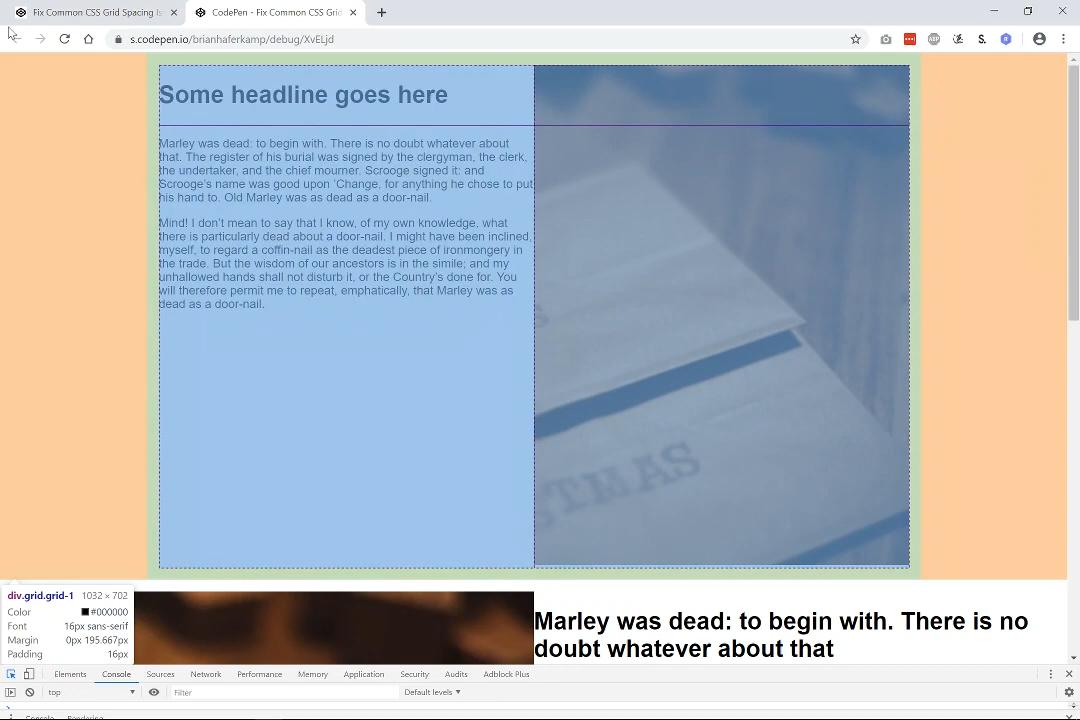 Fix Common CSS Grid Spacing Is
CodePen - Fix Common CSS Grid
s.codepen.io/brianhaferkamp/debug/XvELjd
ABP
S.
Some headline goes here
Marley was dead: to begin with. There is no doubt whatever about
that. The register of his burial was signed by the clergyman, the clerk,
the undertaker, and the chief mourner. Scrooge signed it: and
Scrooge's name was good upon 'Change, for anything he chose to put
his hand to. Old Marley was as dead as a door-nail.
Mind! I don't mean to say that I know, of my own knowledge, what
there is particularly dead about a door-nail. I might have been inclined,
myself, to regard a coffin-nail as the deadest piece of ironmongery in
the trade. But the wisdom of our ancestors is in the simile; and my
unhallowed hands shall not disturb it, or the Country's done for. You
will therefore permit me to repeat, emphatically, that Marley was as
dead as a door-nail.
S
STMAS
Marley was dead: to begin with. There is no
doubt whatever about that
div.grid.grid-1 1032 × 702
Color #000000
Font 16px sans-serif
Margin 0px 195.667px
Padding 16px
Elements Console Sources Network Performance Memory Application Security Audits Adblock Plus
top Filter Default levels
Console Rendering